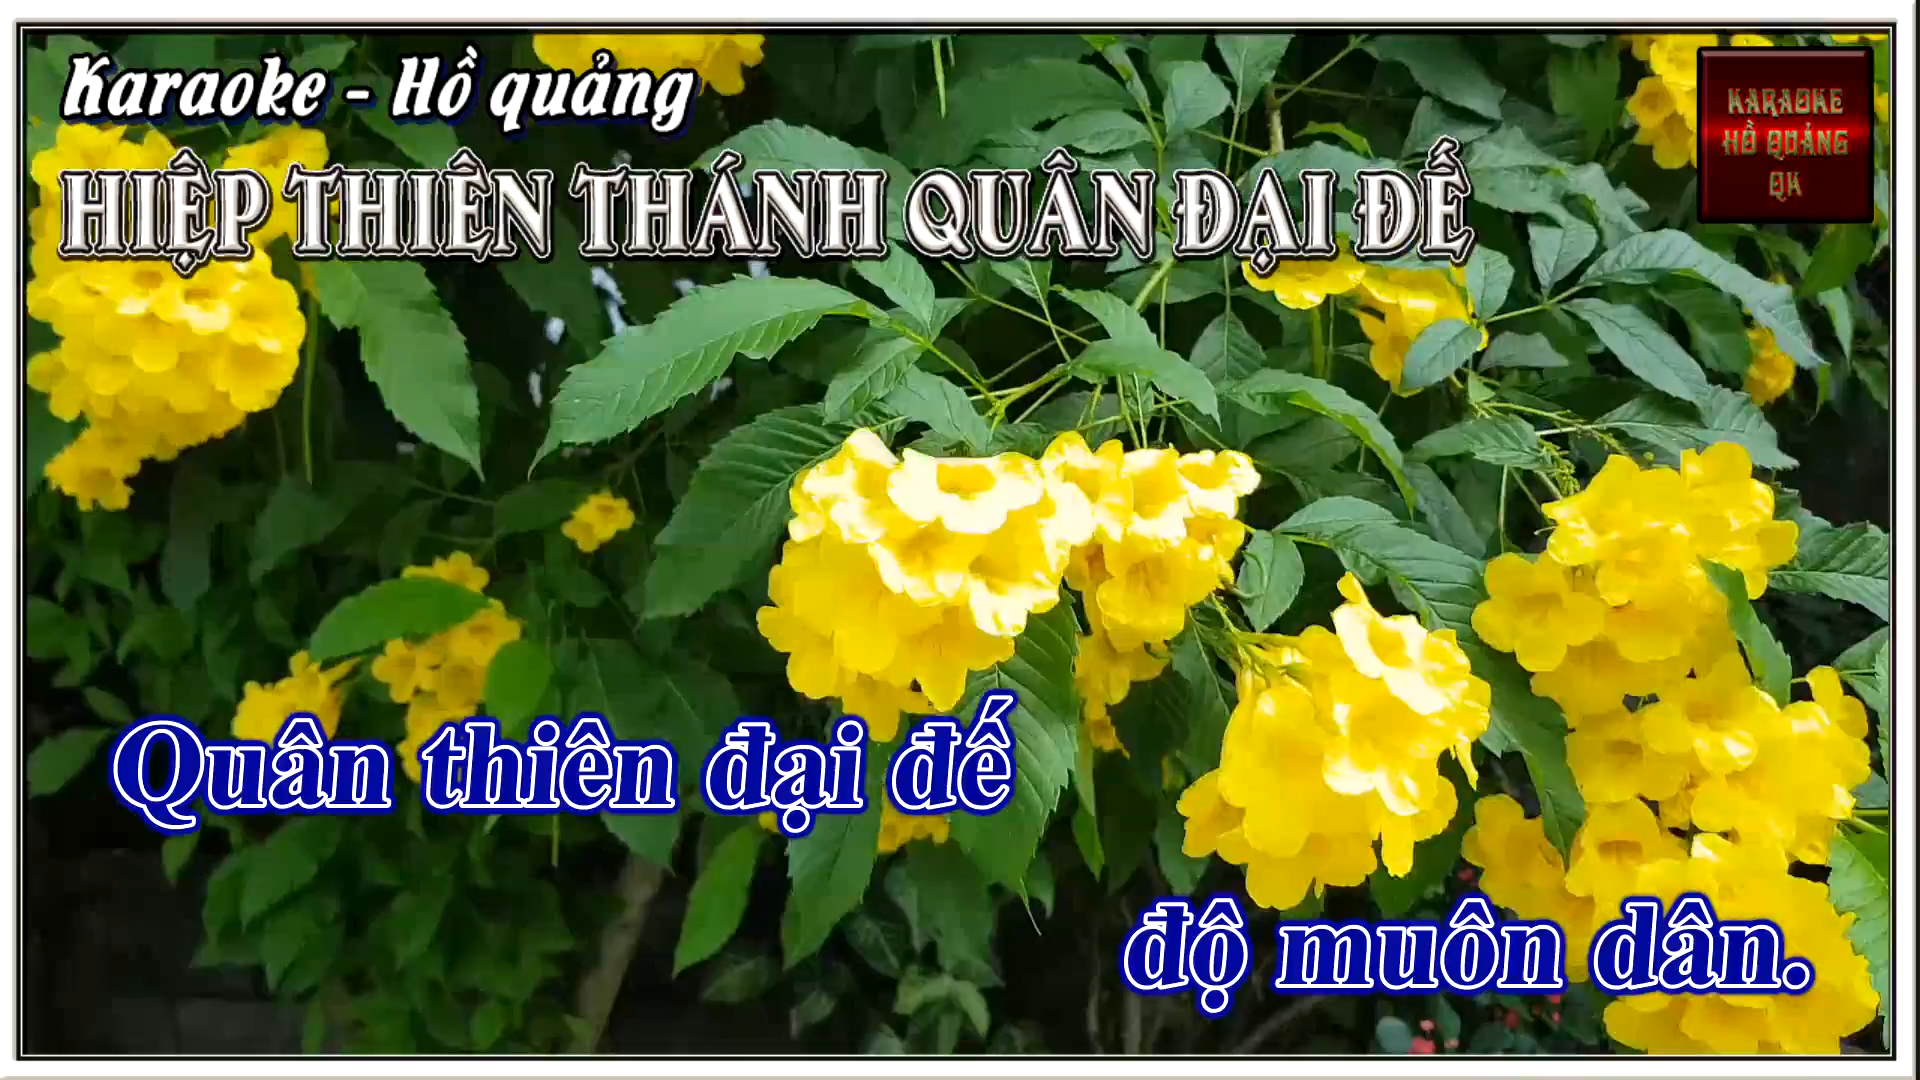 Karaoke - Hồ quảng
HIỆP THIÊN THÁNH QUÂN ĐẠI ĐẾ
KARAOKE
HỒ QUẢNG
QK
Quân thiên đại đế
độ muôn dân.